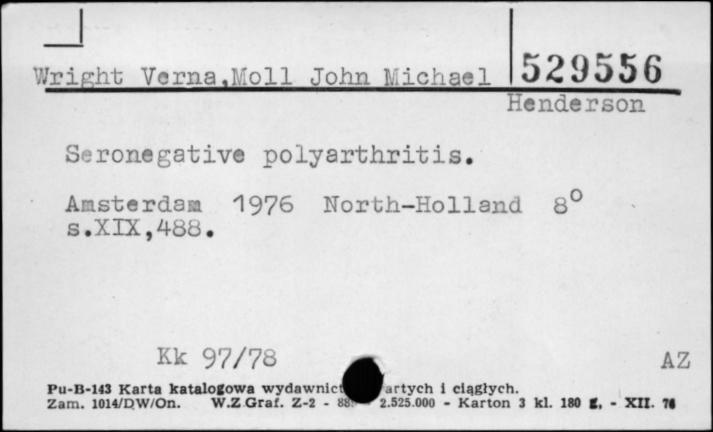 Wright Verna,Moll John Michael 529556
Henderson
Seronegative polyarthritis.
Amsterdam 1976 North-Holland 8°
s.XIX,488.
Kk 97/78
AZ
Pu-B-143 Karta katalogowa wydawnict artych i ciągłych.
Zam. 1014/DW/On. W.Z.Graf. Z-2 - 2.525.000 - Karton 3 kl. 180 g. - XII. 76